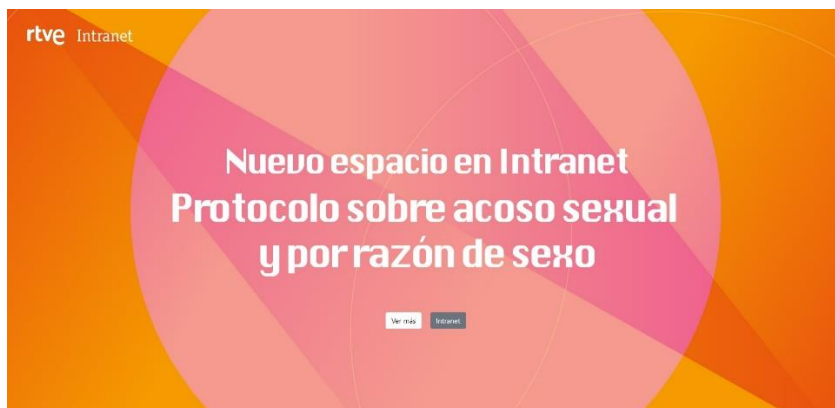 rtve Intranet
Nuevo espacio en Intranet
Protocolo sobre acoso sexual
y por razón de sexo
Ver más Intranet